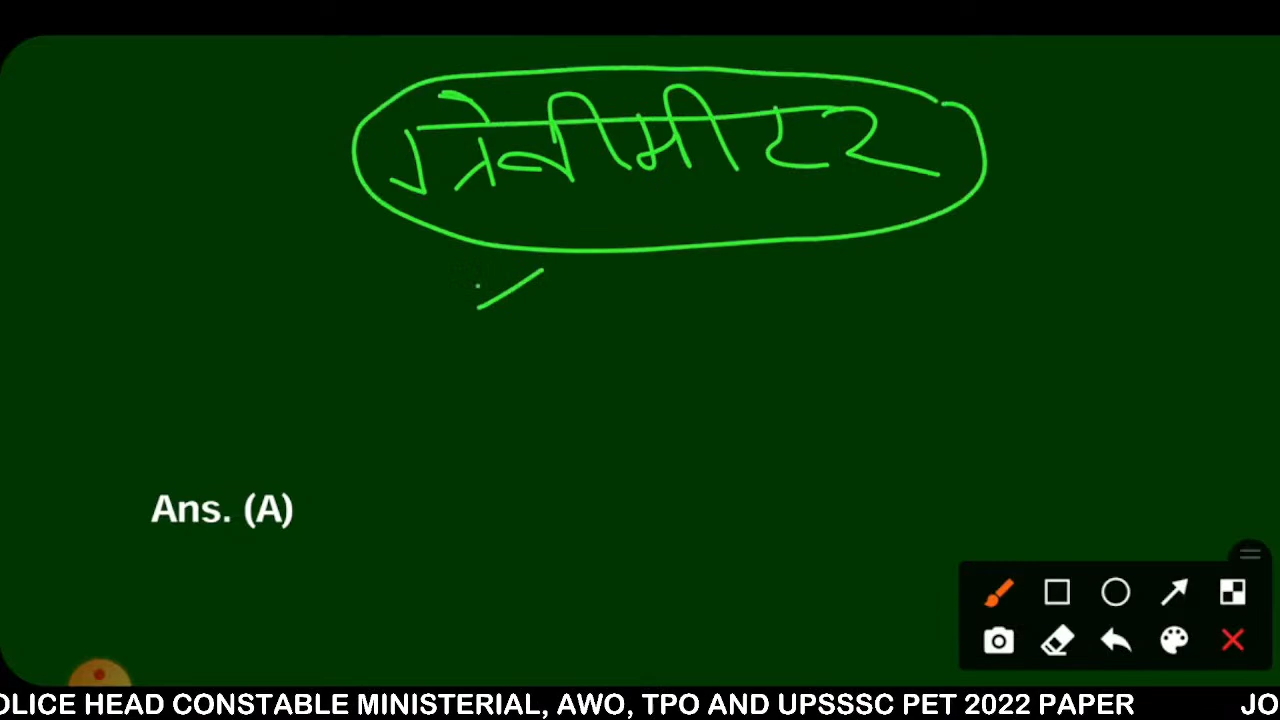 ग्रेवीमीटर
Ans. (A)
OLICE HEAD CONSTABLE MINISTERIAL, AWO, TPO AND UPSSSC PET 2022 PAPER JO